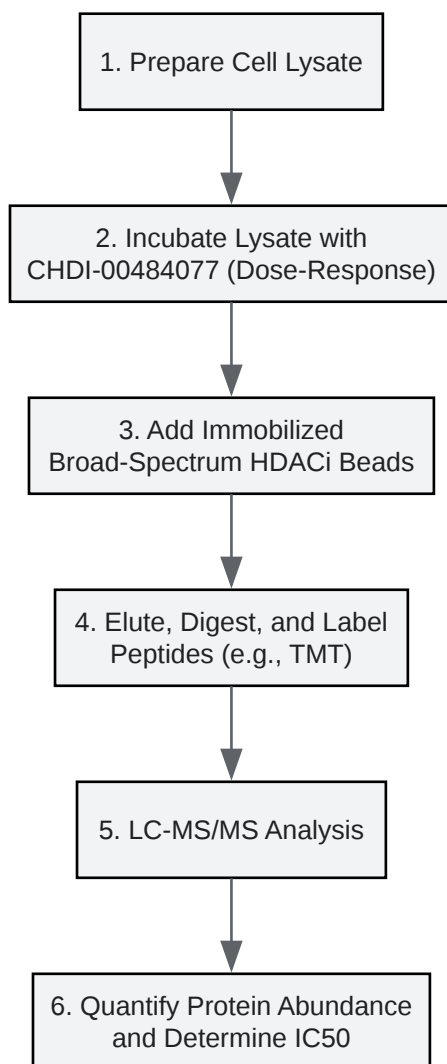 1. Prepare Cell Lysate
2. Incubate Lysate with
CHDI-00484077 (Dose-Response)
3. Add Immobilized
Broad-Spectrum HDACi Beads
4. Elute, Digest, and Label
Peptides (e.g., TMT)
5. LC-MS/MS Analysis
6. Quantify Protein Abundance
and Determine IC50